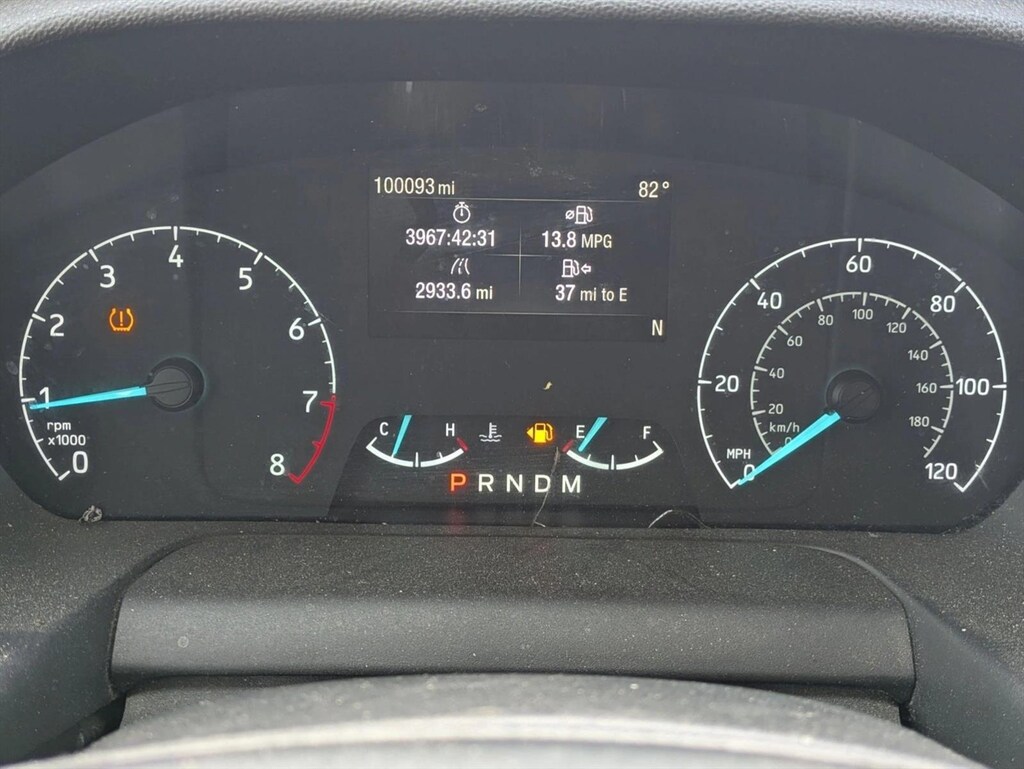 100093 mi 82°
3967:42:31 13.8 MPG
2933.6 mi 37 mi to E
N
0 1 2 3 4 5 6 7 8
rpm
x1000
C H E F
P R N D M
0 20 40 60 80 100 120
MPH
0 20 40 60 80 100 120 140 160 180
km/h